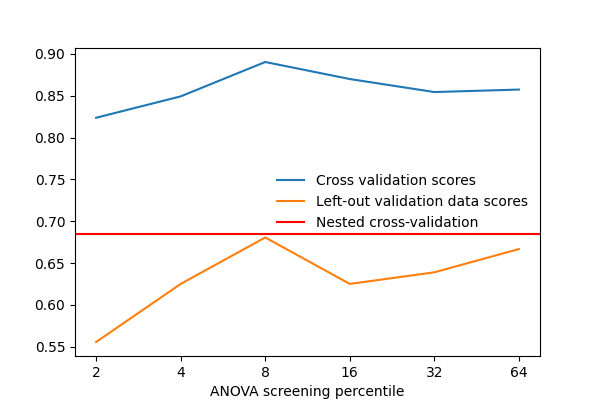 0.90
0.85
0.80
0.75
0.70
0.65
0.60
0.55
Cross validation scores
Left-out validation data scores
Nested cross-validation
2 4 8 16 32 64
ANOVA screening percentile